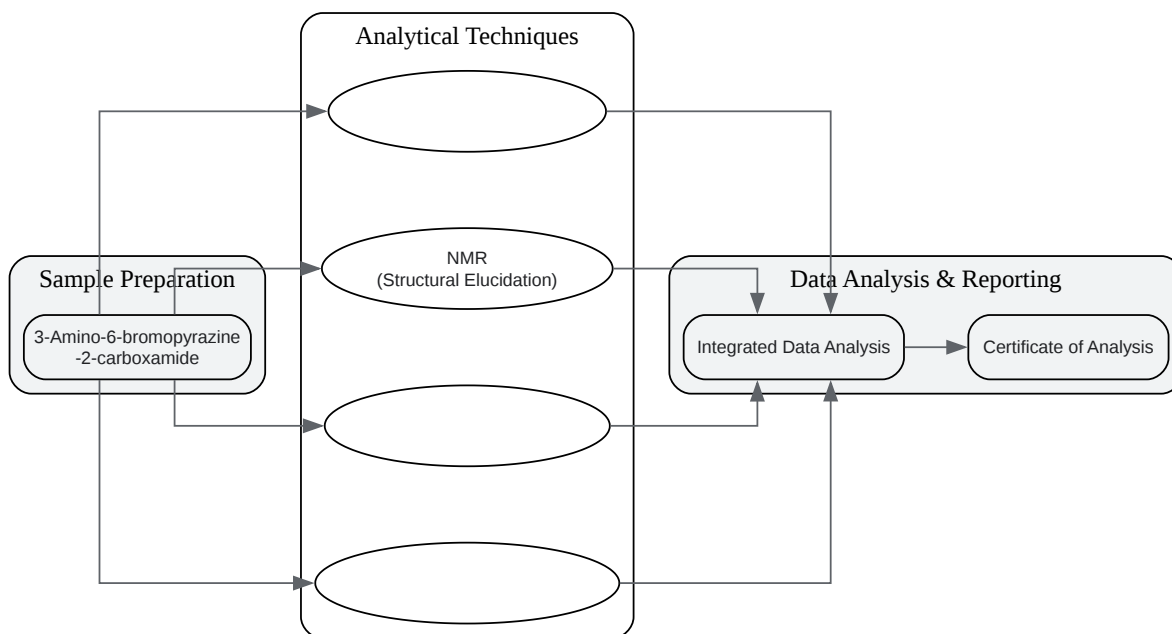 Analytical Techniques
NMR
(Structural Elucidation)
Sample Preparation
3-Amino-6-bromopyrazine
-2-carboxamide
Data Analysis & Reporting
Integrated Data Analysis
Certificate of Analysis